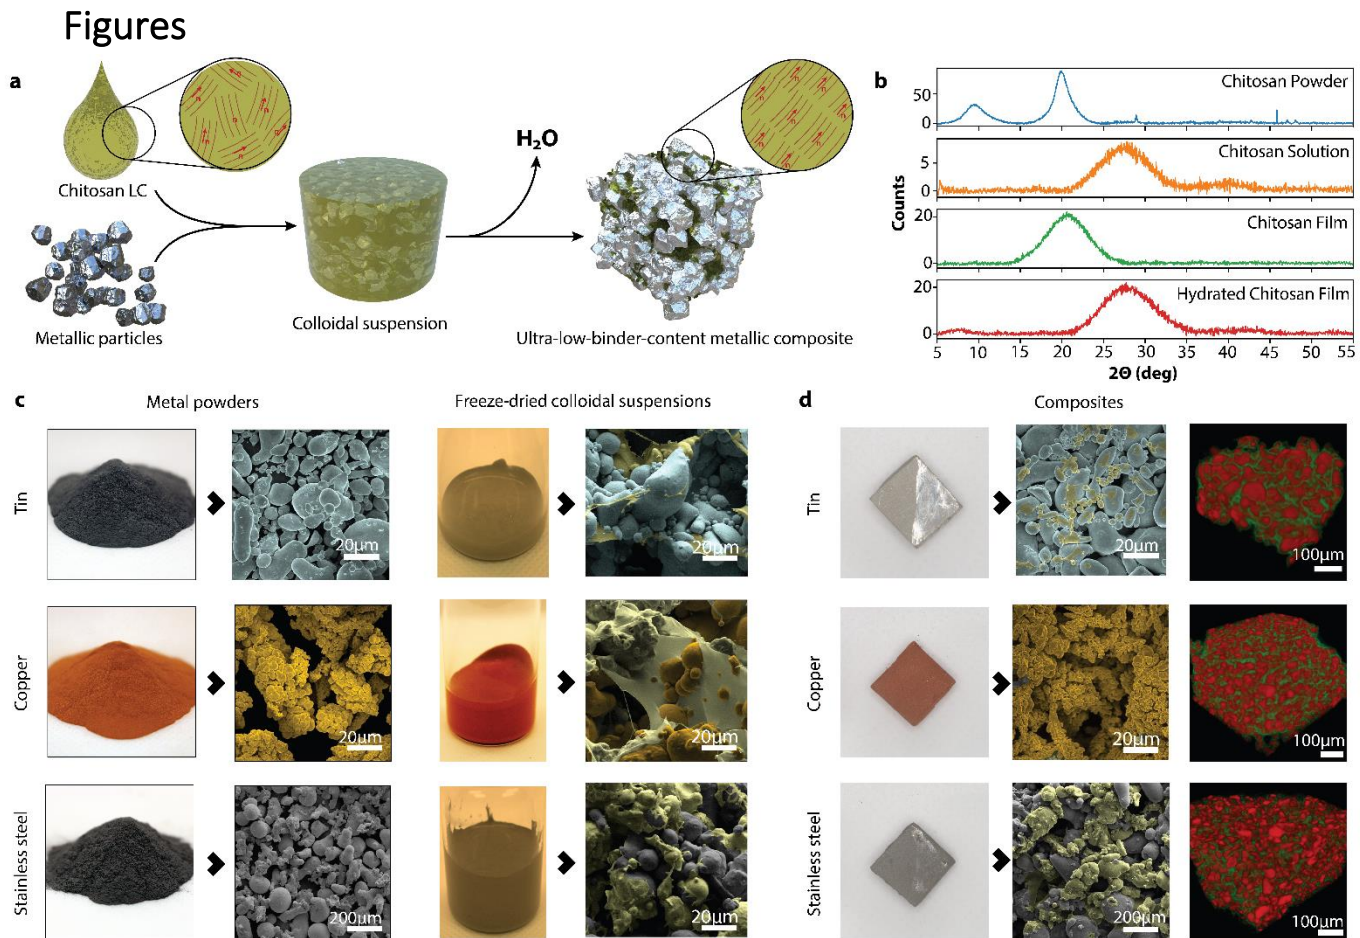 Figures
a
Chitosan LC
Metallic particles
Colloidal suspension
H₂O
Ultra-low-binder-content metallic composite
n
n
n
n
n
n
n
n
n
n
n
n
n
b
Counts
Chitosan Powder
50
0
Chitosan Solution
5
0
Chitosan Film
20
0
Hydrated Chitosan Film
20
0
5 10 15 20 25 30 35 40 45 50 55
2Θ (deg)
c
Metal powders
Freeze-dried colloidal suspensions
Tin
20µm
20µm
Copper
20µm
20µm
Stainless steel
200µm
20µm
d
Composites
Tin
20µm
100µm
Copper
20µm
100µm
Stainless steel
200µm
100µm